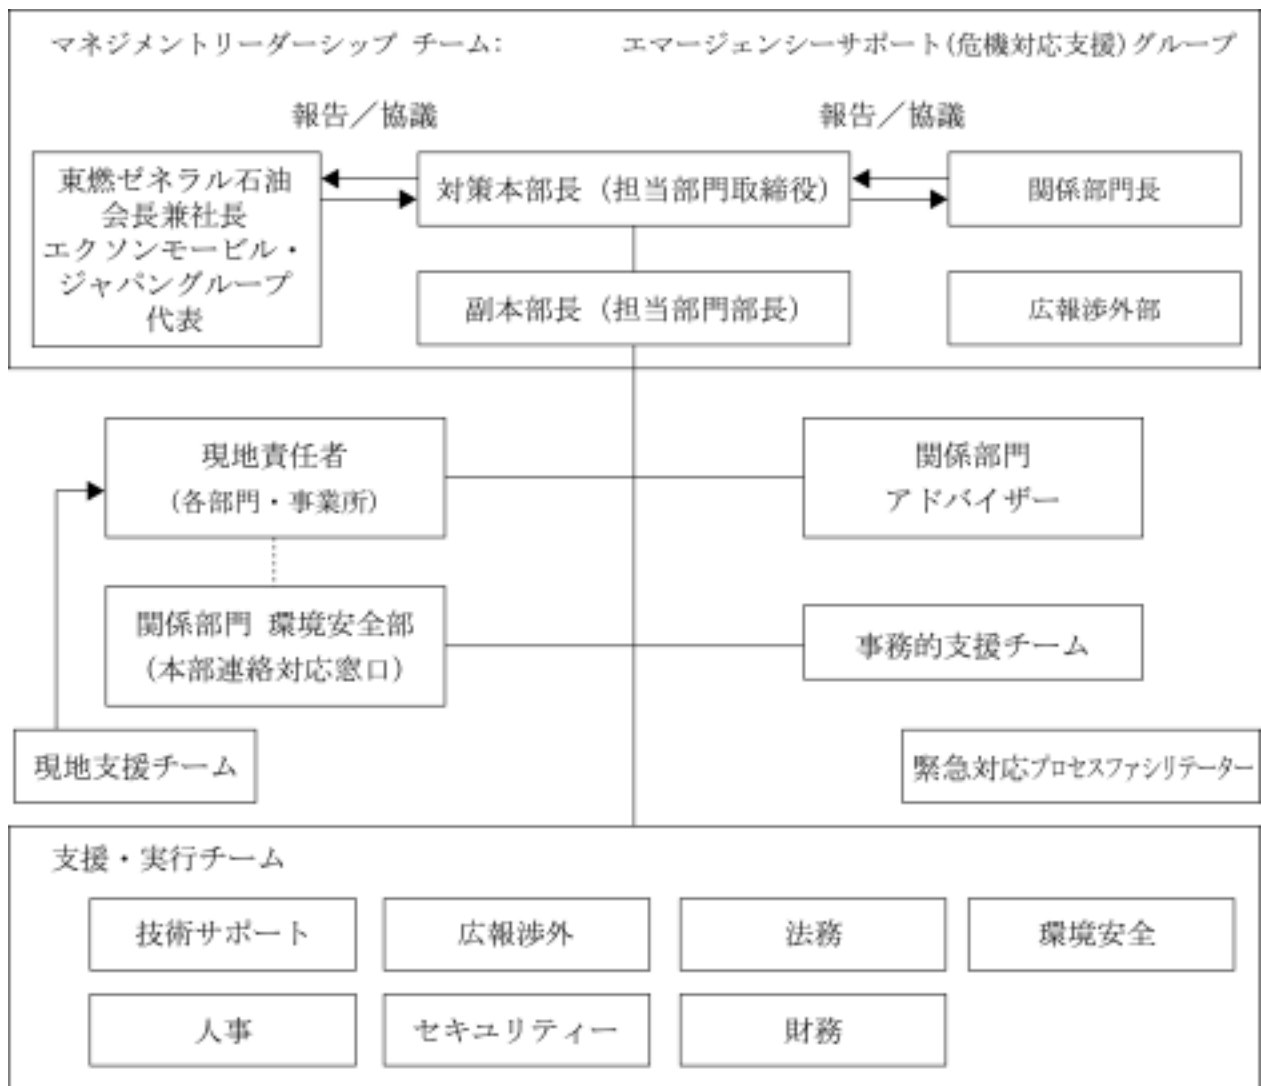 マネジメントリーダーシップ チーム:
エマージェンシーサポート(危機対応支援)グループ
報告／協議
報告／協議
東燃ゼネラル石油
会長兼社長
エクソンモービル・
ジャパングループ
代表
対策本部長（担当部門取締役）
関係部門長
副本部長（担当部門部長）
広報渉外部
現地責任者
（各部門・事業所）
関係部門
アドバイザー
関係部門 環境安全部
（本部連絡対応窓口）
事務的支援チーム
現地支援チーム
緊急対応プロセスファシリテーター
支援・実行チーム
技術サポート
広報渉外
法務
環境安全
人事
セキュリティー
財務